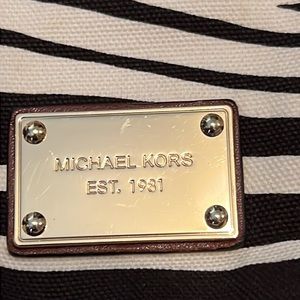 MICHAEL KORS
EST. 1981